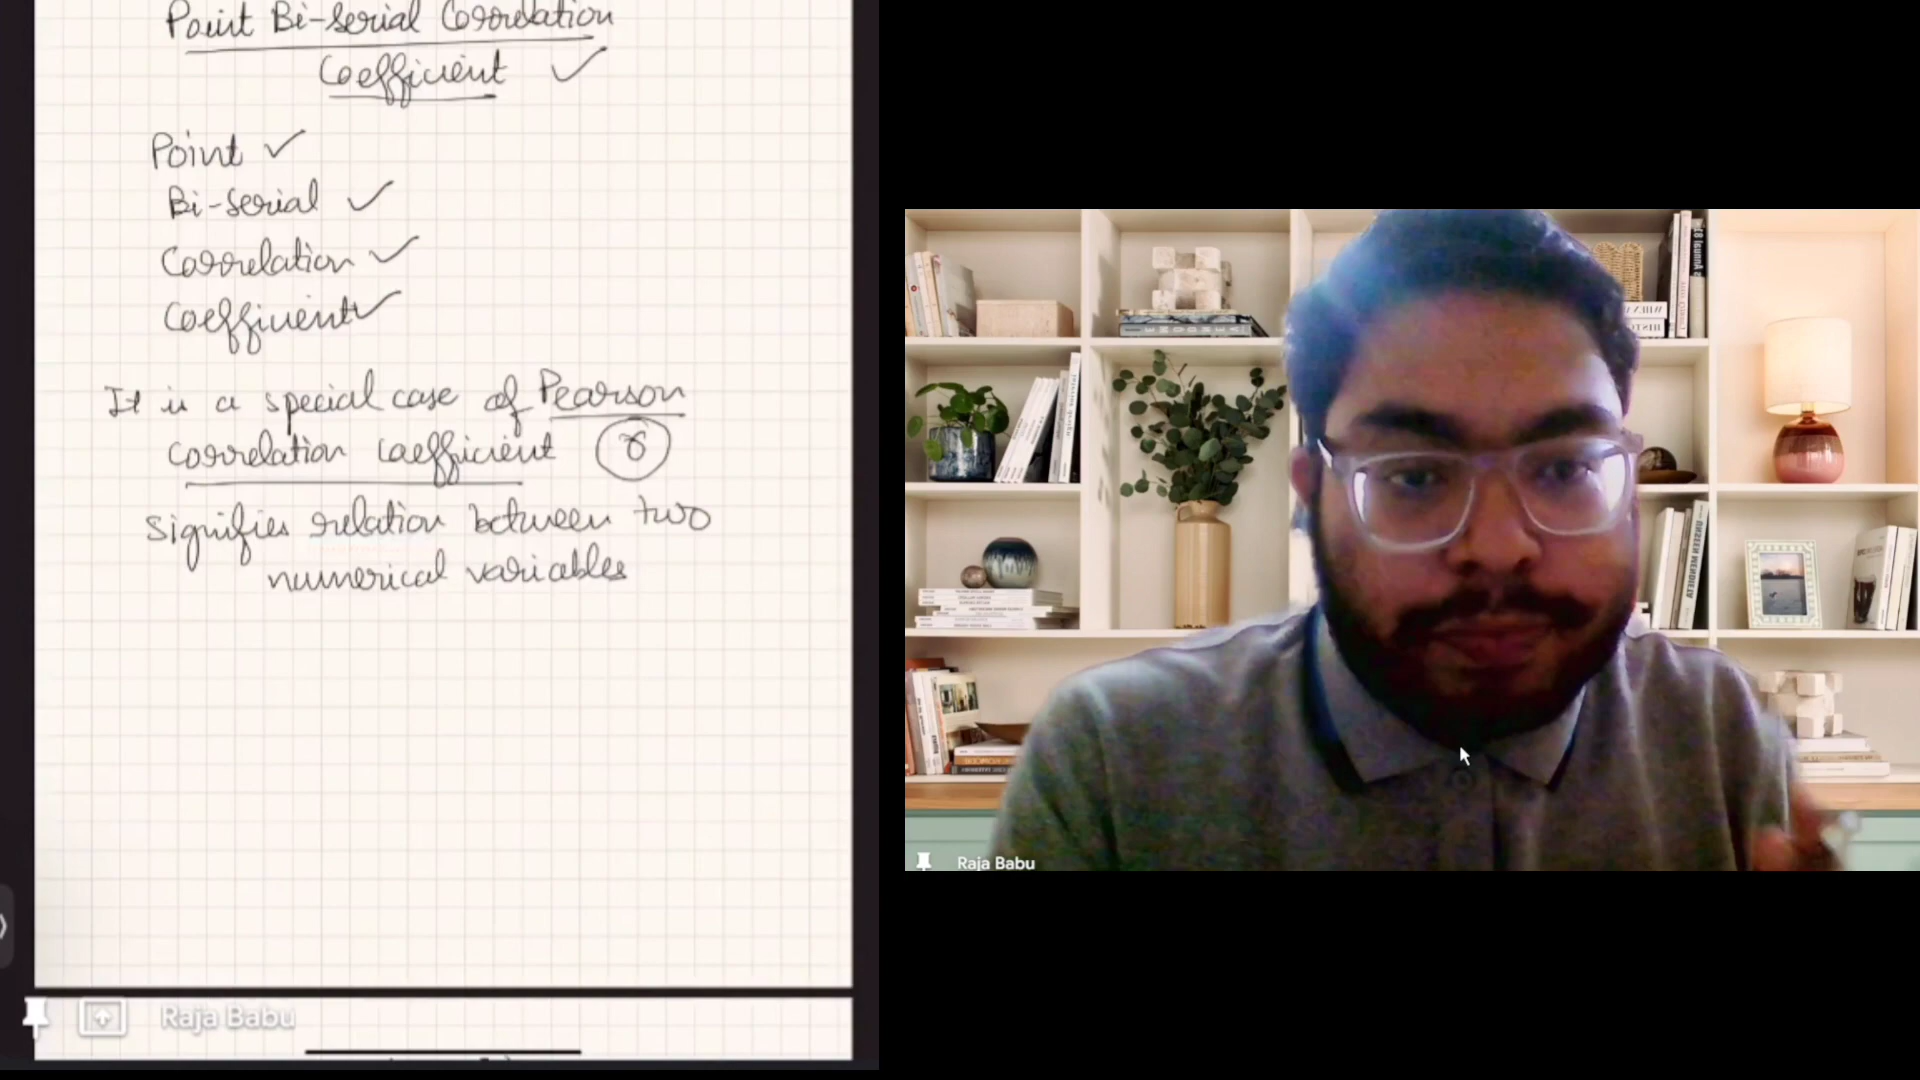 Point Bi-Serial Correlation
Coefficient ✓
Point ✓
Bi-Serial ✓
Correlation ✓
Coefficient ✓
It is a special case of Pearson
correlation coefficient r
signifies relation between two
numerical variables
Raja Babu
Raja Babu